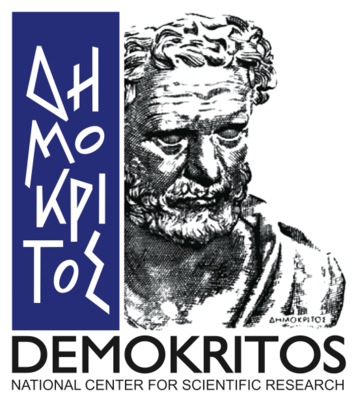 ΔΗ
ΜΟ
ΚΡΙ
ΤΟΣ
ΔΗΜΟΚΡΙΤΟΣ
DEMOKRITOS
NATIONAL CENTER FOR SCIENTIFIC RESEARCH